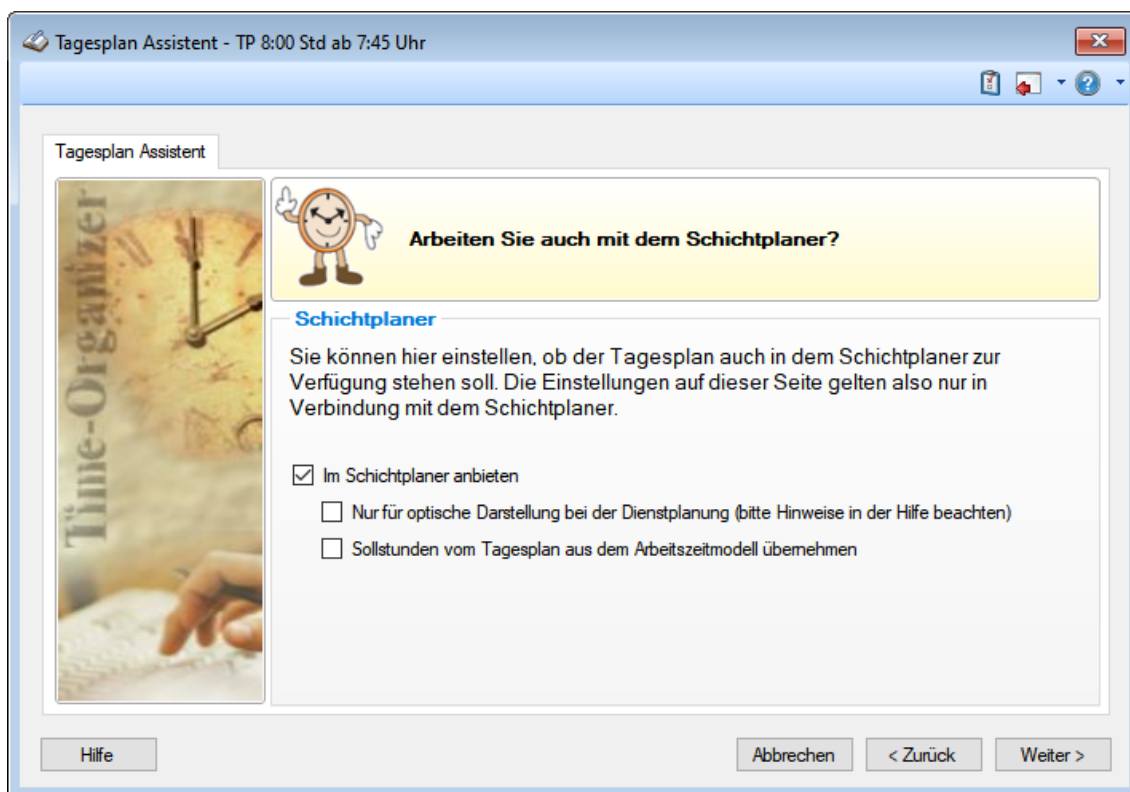 Tagesplan Assistent - TP 8:00 Std ab 7:45 Uhr
Tagesplan Assistent
Time-Organizer
Arbeiten Sie auch mit dem Schichtplaner?
Schichtplaner
Sie können hier einstellen, ob der Tagesplan auch in dem Schichtplaner zur
Verfügung stehen soll. Die Einstellungen auf dieser Seite gelten also nur in
Verbindung mit dem Schichtplaner.
Im Schichtplaner anbieten
Nur für optische Darstellung bei der Dienstplanung (bitte Hinweise in der Hilfe beachten)
Sollstunden vom Tagesplan aus dem Arbeitszeitmodell übernehmen
Hilfe
Abbrechen
< Zurück
Weiter >